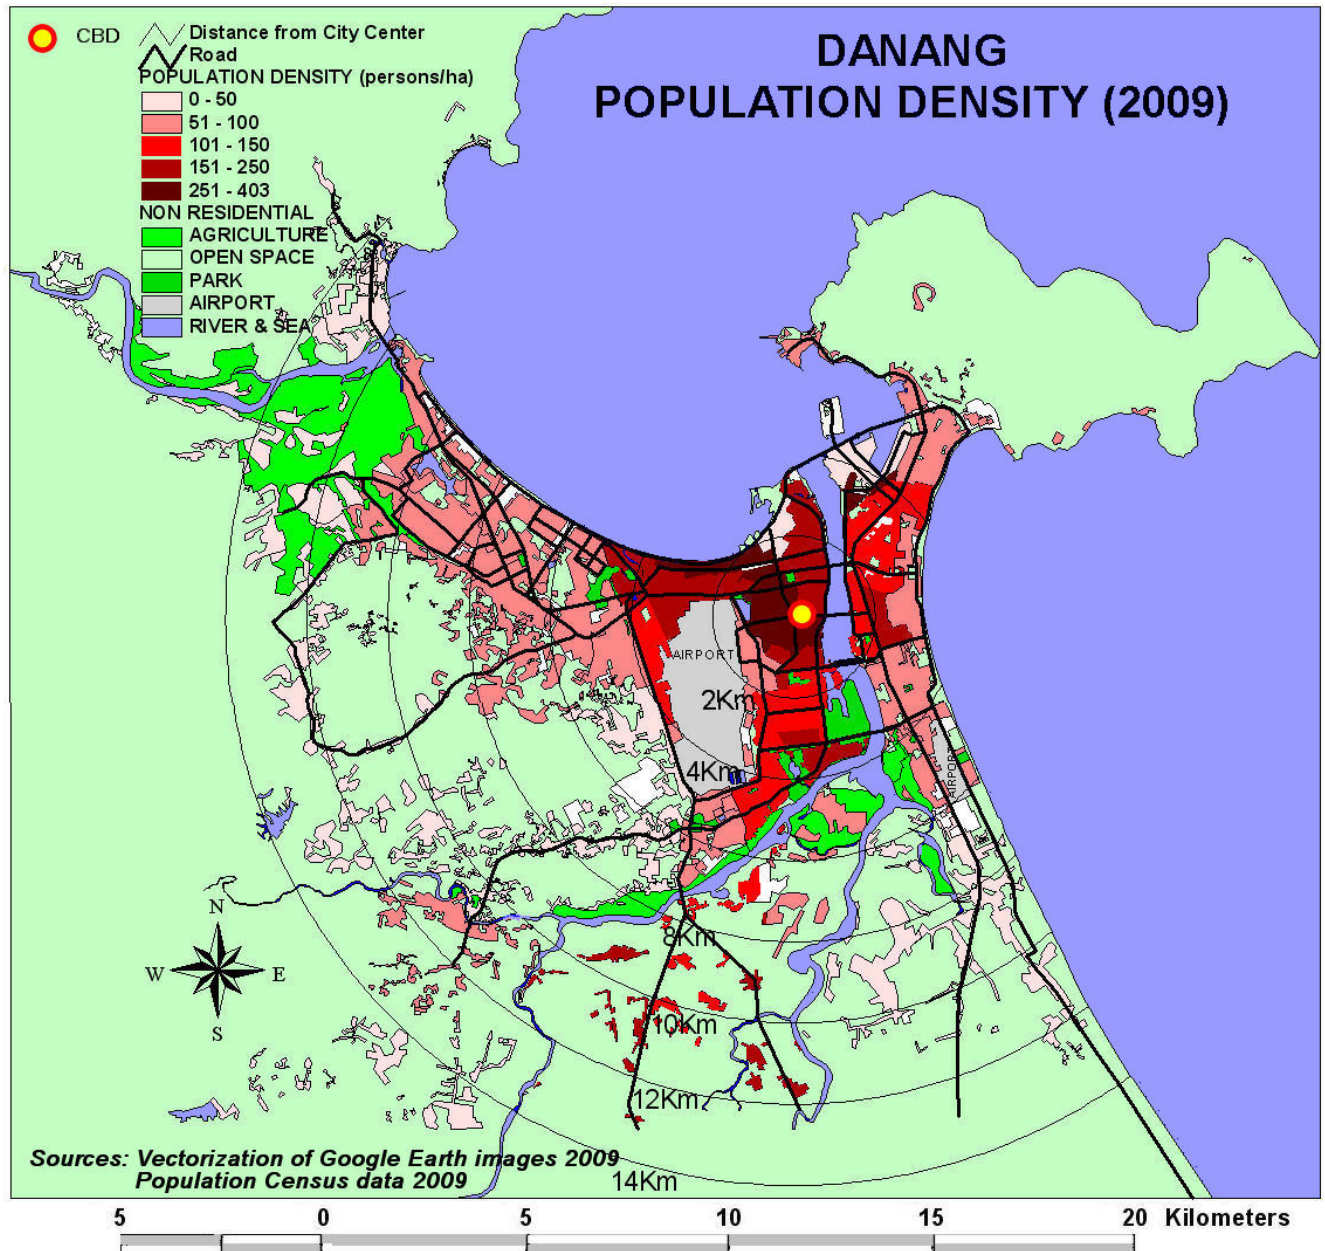 CBD
Distance from City Center
Road
POPULATION DENSITY (persons/ha)
0 - 50
51 - 100
101 - 150
151 - 250
251 - 403
NON RESIDENTIAL
AGRICULTURE
OPEN SPACE
PARK
AIRPORT
RIVER & SEA
DANANG
POPULATION DENSITY (2009)
AIRPORT
2Km
4Km
AIRPORT
8Km
10Km
12Km
14Km
N
W E
S
Sources: Vectorization of Google Earth images 2009
Population Census data 2009
5 0 5 10 15 20 Kilometers